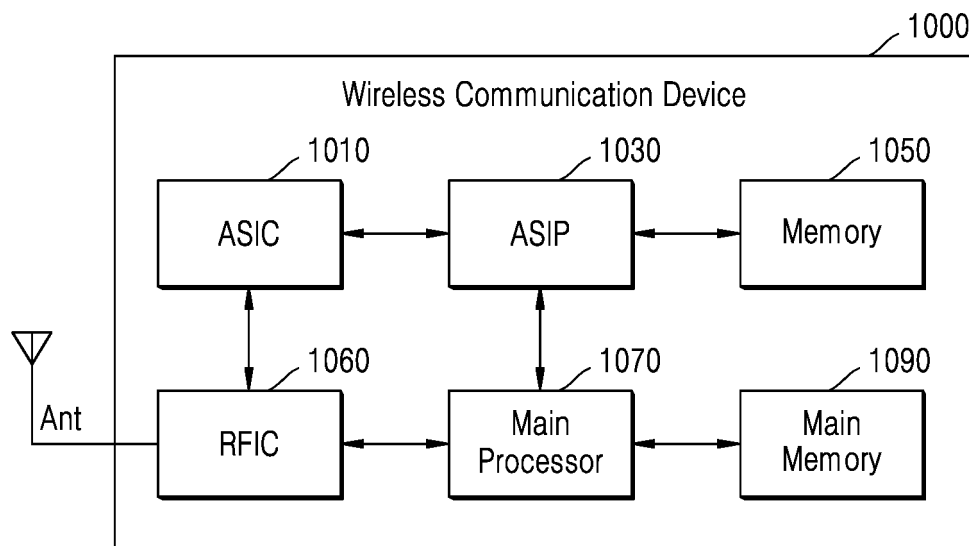 1000
Wireless Communication Device
1010
1030
1050
ASIC
ASIP
Memory
1060
1070
1090
Ant
RFIC
Main
Processor
Main
Memory